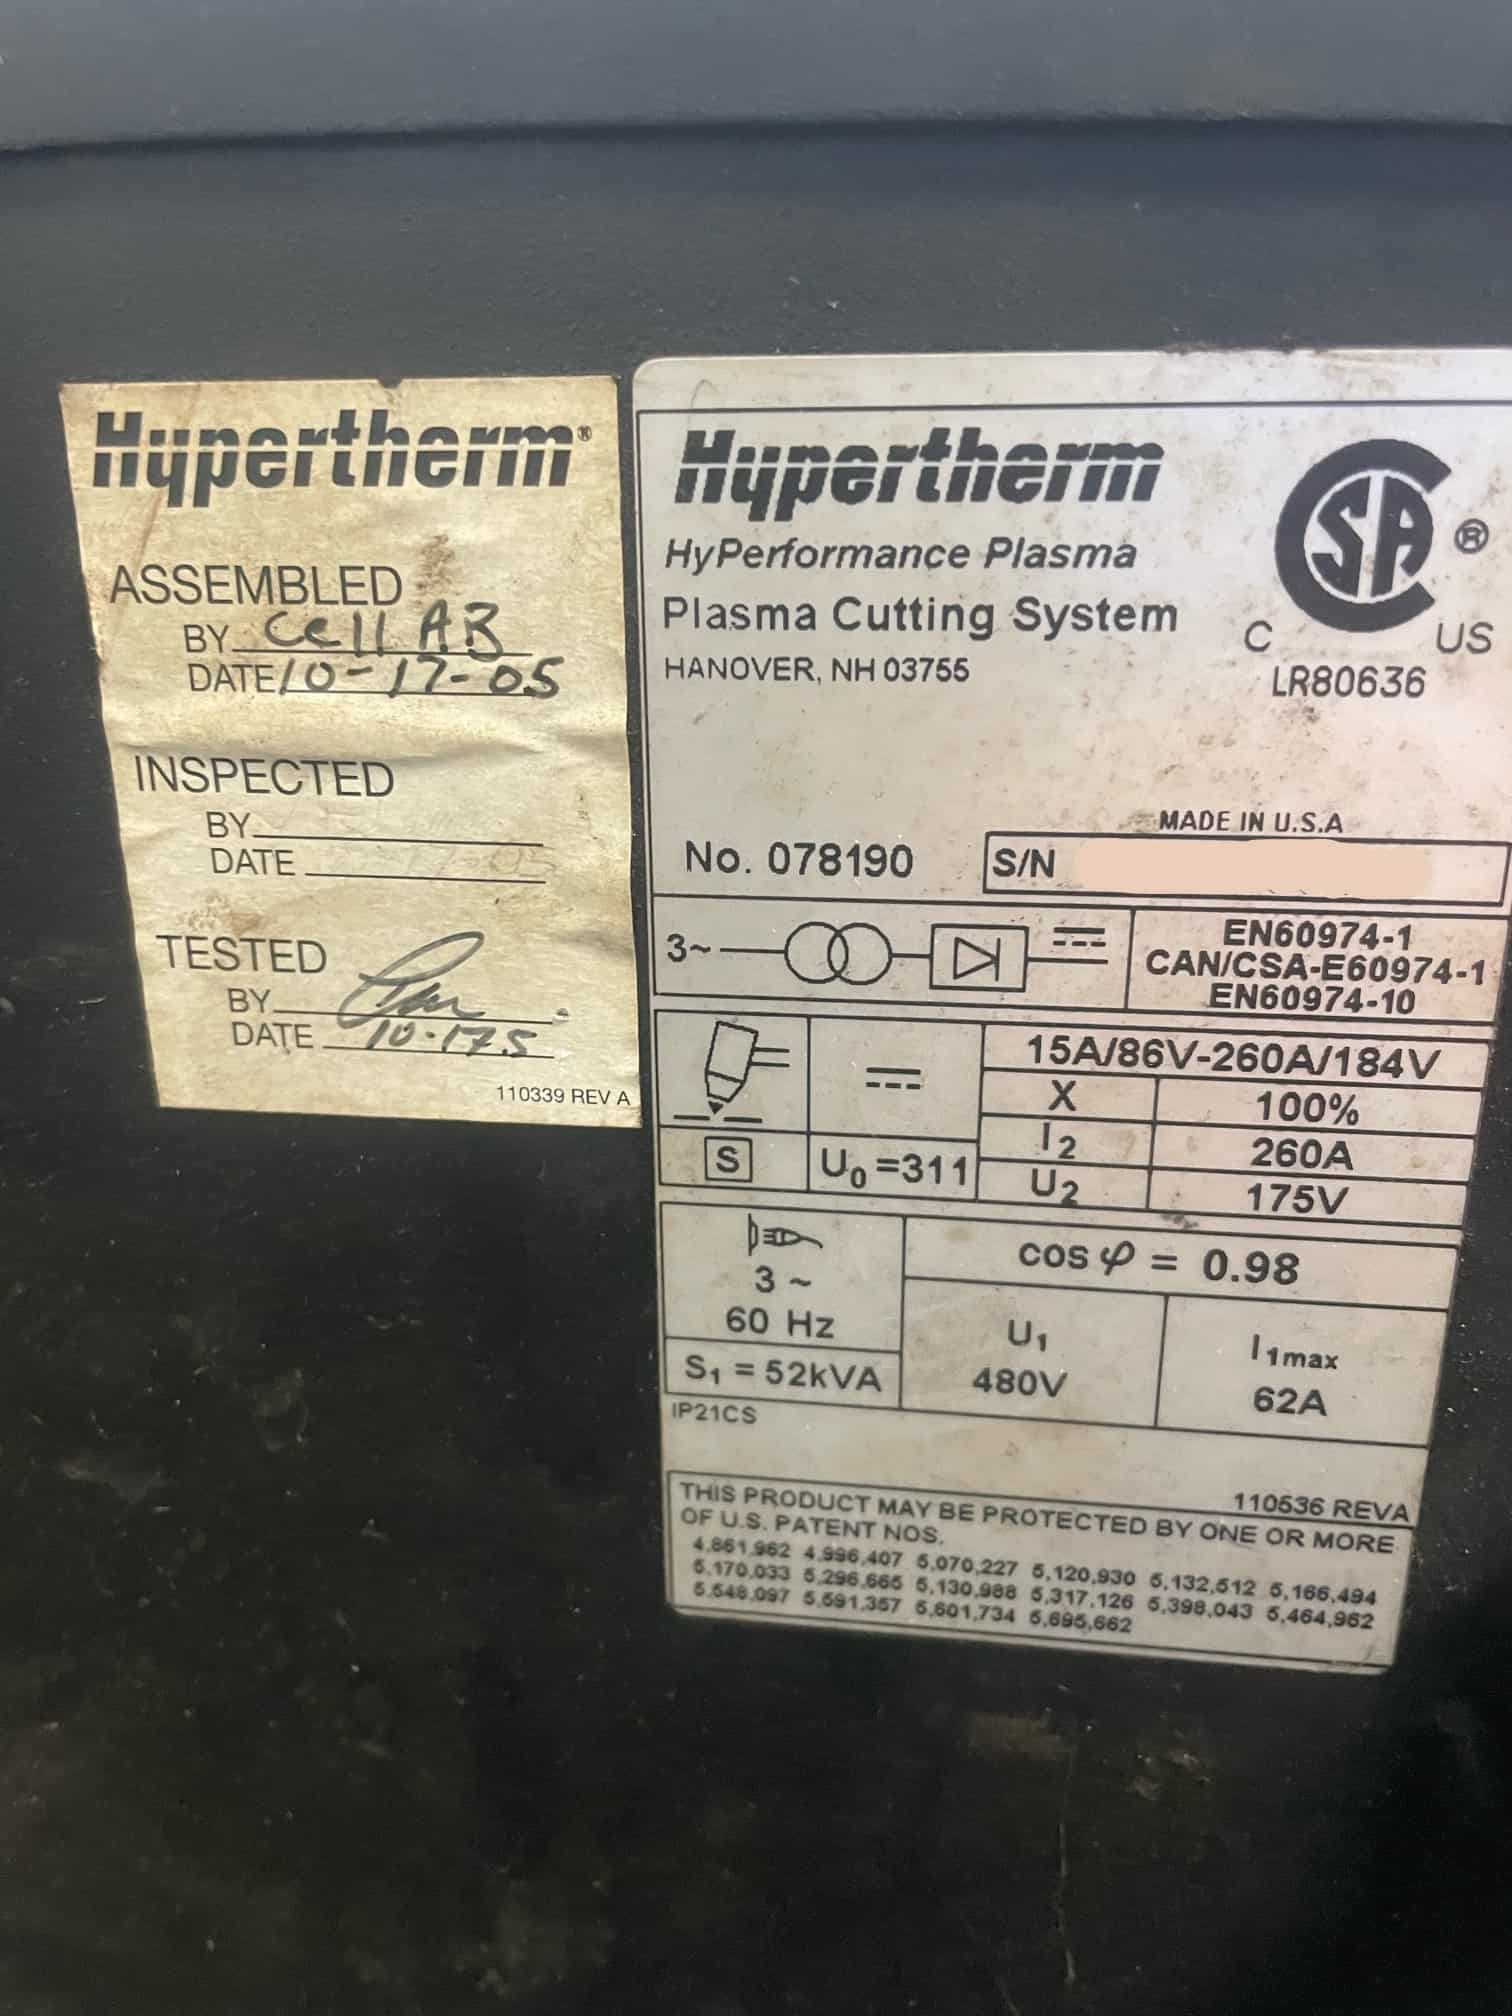 Hypertherm®
ASSEMBLED
BY Cell AB
DATE 10-17-05
INSPECTED
BY
DATE 05
TESTED
BY
DATE 10-17.5
110339 REV A
Hypertherm
HyPerformance Plasma
Plasma Cutting System
HANOVER, NH 03755
CSA ®
C US
LR80636
MADE IN U.S.A
No. 078190 S/N
3~
EN60974-1
CAN/CSA-E60974-1
EN60974-10
15A/86V-260A/184V
X 100%
I2 260A
S U0=311
U2 175V
3 ~
60 Hz
cos φ = 0.98
S1 = 52kVA
U1
480V
I1max
62A
IP21CS
110536 REVA
THIS PRODUCT MAY BE PROTECTED BY ONE OR MORE
OF U.S. PATENT NOS.
4,861,962 4,996,407 5,070,227 5,120,930 5,132,512 5,166,494
5,170,033 5,296,665 5,130,988 5,317,126 5,398,043 5,464,962
5,548,097 5,591,357 5,601,734 5,695,662